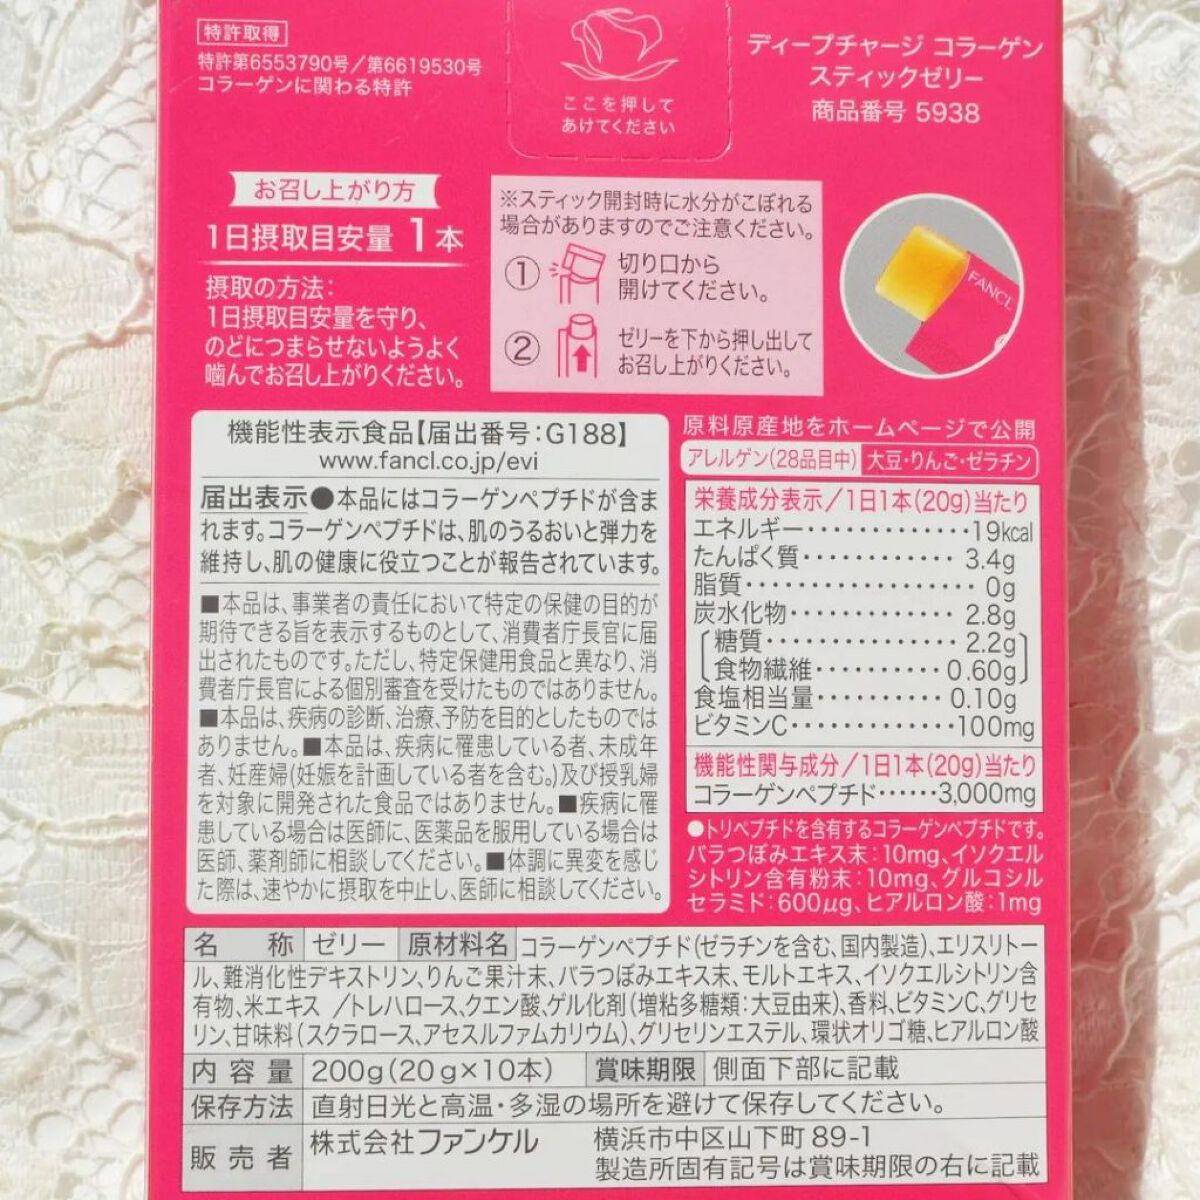 特許取得
特許第6553790号／第6619530号
コラーゲンに関わる特許
ここを押して
あけてください
ディープチャージ コラーゲン
スティックゼリー
商品番号 5938
お召し上がり方
1日摂取目安量 1本
摂取の方法：
1日摂取目安量を守り、
のどにつまらせないようよく
噛んでお召し上がりください。
※スティック開封時に水分がこぼれる
場合がありますのでご注意ください。
① 切り口から
開けてください。
② ゼリーを下から押し出して
お召し上がりください。
FANCL
機能性表示食品【届出番号：G188】
www.fancl.co.jp/evi
届出表示●本品にはコラーゲンペプチドが含ま
れます。コラーゲンペプチドは、肌のうるおいと弾力を
維持し、肌の健康に役立つことが報告されています。
■本品は、事業者の責任において特定の保健の目的が
期待できる旨を表示するものとして、消費者庁長官に届
出されたものです。ただし、特定保健用食品と異なり、消
費者庁長官による個別審査を受けたものではありません。
■本品は、疾病の診断、治療、予防を目的としたものでは
ありません。■本品は、疾病に罹患している者、未成年
者、妊産婦(妊娠を計画している者を含む。)及び授乳婦
を対象に開発された食品ではありません。■疾病に罹
患している場合は医師に、医薬品を服用している場合は
医師、薬剤師に相談してください。■体調に異変を感じ
た際は、速やかに摂取を中止し、医師に相談してください。
原料原産地をホームページで公開
アレルゲン(28品目中) 大豆・りんご・ゼラチン
栄養成分表示／1日1本(20g)当たり
エネルギー・・・・・・・・・・・・・・19kcal
たんぱく質・・・・・・・・・・・・・3.4g
脂質・・・・・・・・・・・・・・・・・・0g
炭水化物・・・・・・・・・・・・・・2.8g
糖質・・・・・・・・・・・・・・・・2.2g
食物繊維・・・・・・・・・・・0.60g
食塩相当量・・・・・・・・・・・0.10g
ビタミンC・・・・・・・・・・・・・・100mg
機能性関与成分／1日1本(20g)当たり
コラーゲンペプチド・・・・・・3,000mg
●トリペプチドを含有するコラーゲンペプチドです。
バラつぼみエキス末：10mg、イソクエル
シトリン含有粉末：10mg、グルコシル
セラミド：600μg、ヒアルロン酸：1mg
名 称 ゼリー 原材料名 コラーゲンペプチド(ゼラチンを含む、国内製造)、エリスリトー
ル、難消化性デキストリン、りんご果汁末、バラつぼみエキス末、モルトエキス、イソクエルシトリン含
有物、米エキス ／トレハロース、クエン酸、ゲル化剤(増粘多糖類：大豆由来)、香料、ビタミンC、グリセ
リン、甘味料(スクラロース、アセスルファムカリウム)、グリセリンエステル、環状オリゴ糖、ヒアルロン酸
内容量 200g(20g×10本) 賞味期限 側面下部に記載
保存方法 直射日光と高温・多湿の場所を避けて保存してください。
販売者 株式会社ファンケル 横浜市中区山下町89-1
製造所固有記号は賞味期限の右に記載